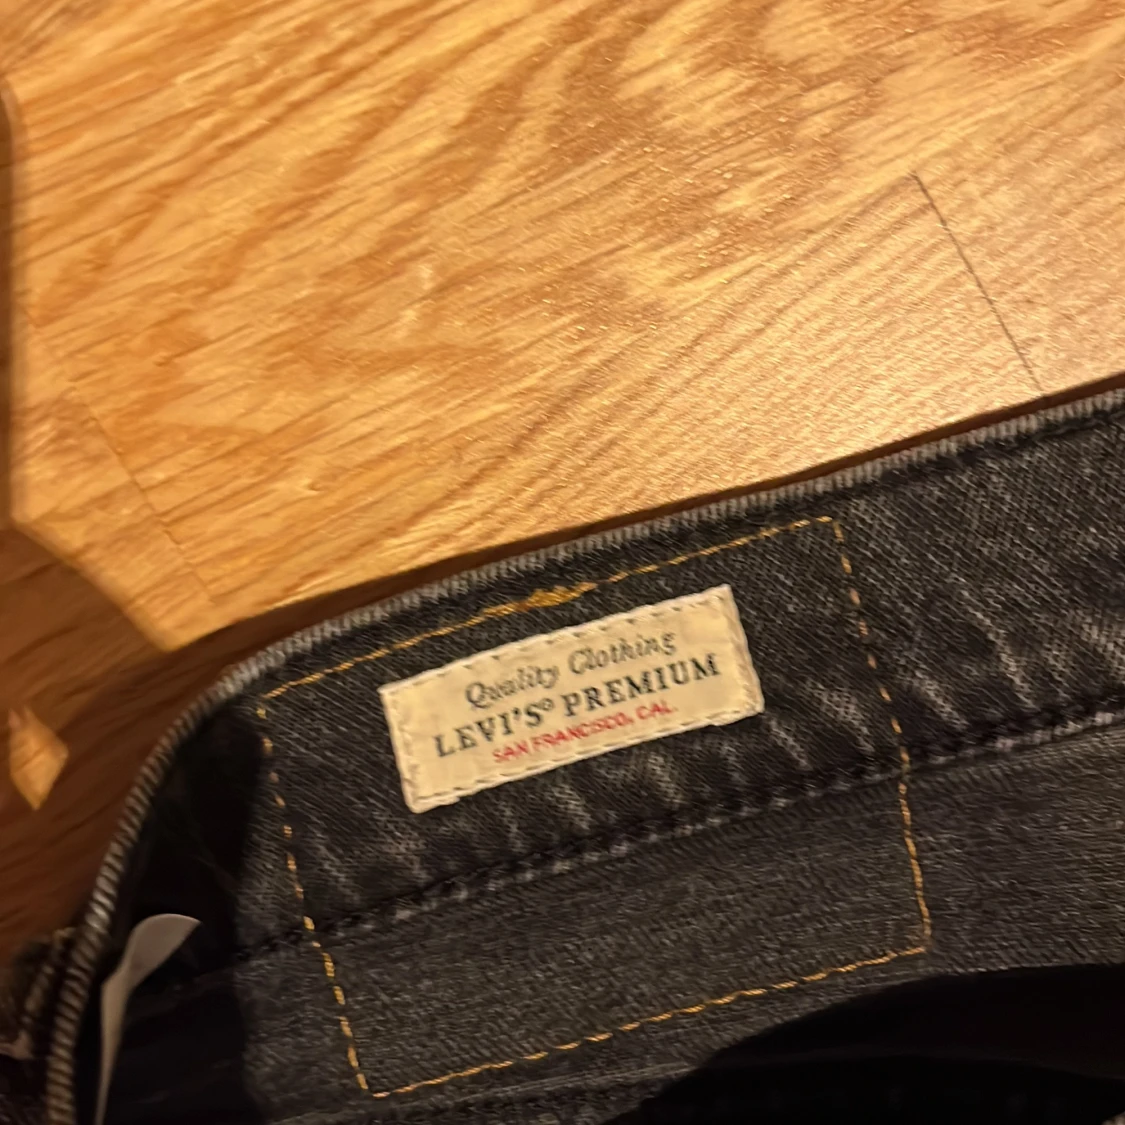 Quality Clothing
LEVI'S® PREMIUM
SAN FRANCISCO, CAL.